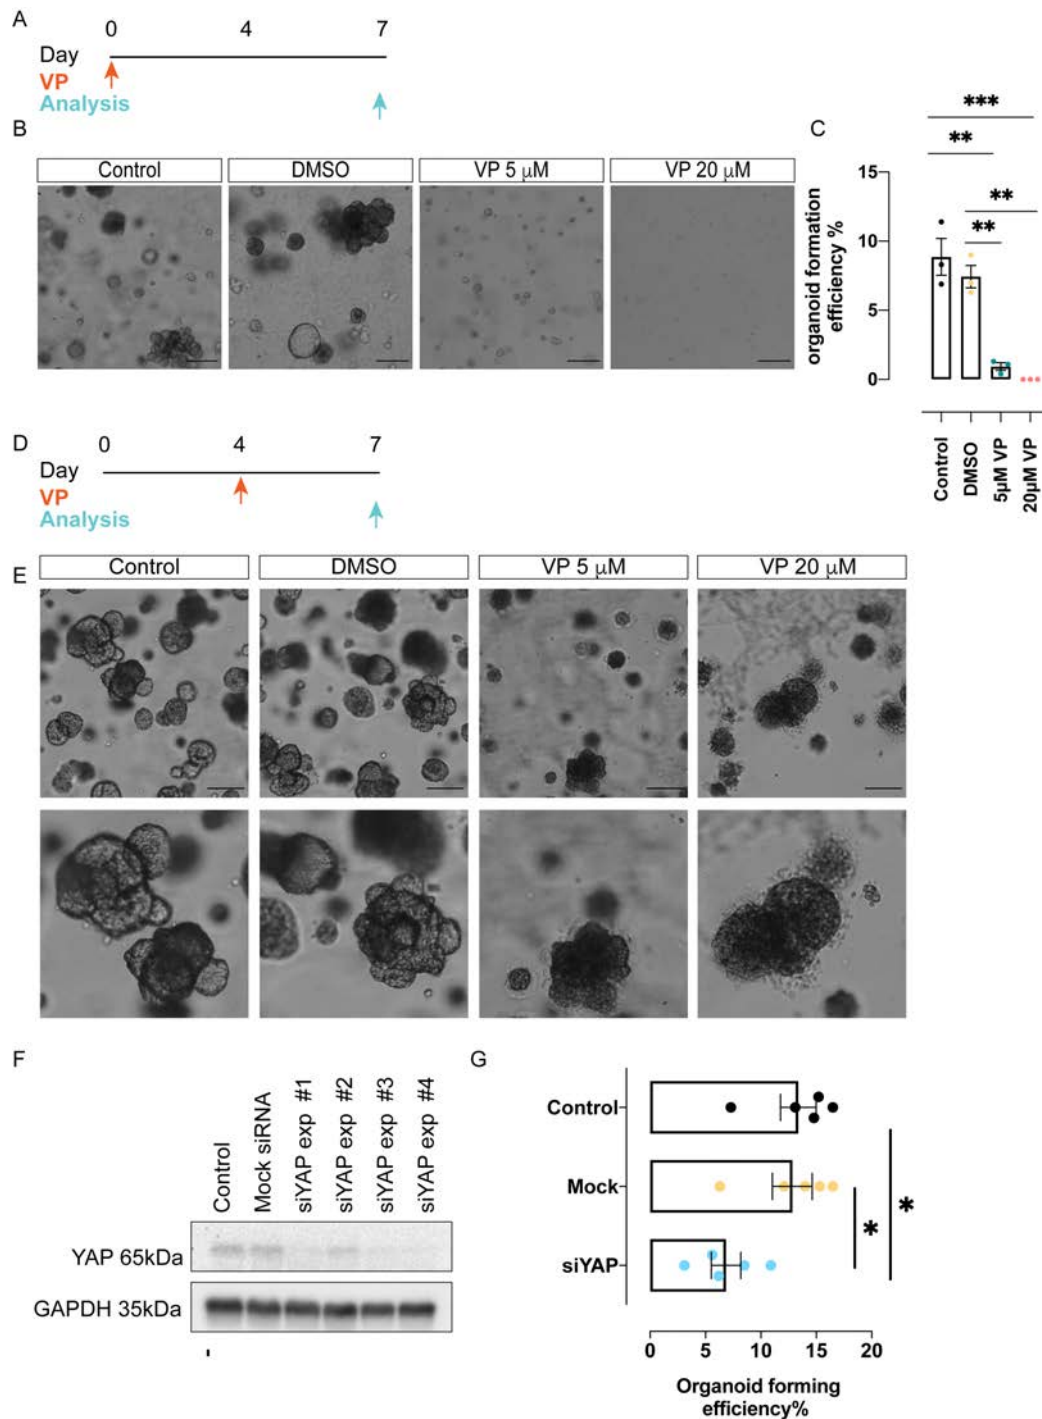 A
0 4 7
Day
VP
Analysis
B
Control DMSO VP 5 μM VP 20 μM
C
***
**
**
**
15
10
5
0
organoid formation
efficiency %
Control
DMSO
5μM VP
20μM VP
D
0 4 7
Day
VP
Analysis
E
Control DMSO VP 5 μM VP 20 μM
F
Control
Mock siRNA
siYAP exp #1
siYAP exp #2
siYAP exp #3
siYAP exp #4
YAP 65kDa
GAPDH 35kDa
G
Control
Mock
siYAP
*
*
0 5 10 15 20
Organoid forming
efficiency%